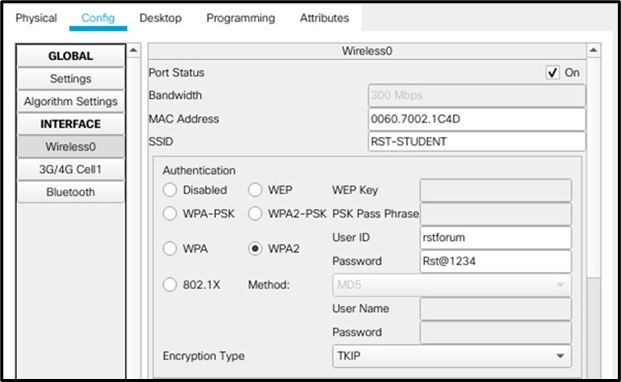 Physical Config Desktop Programming Attributes
GLOBAL
Settings
Algorithm Settings
INTERFACE
Wireless0
3G/4G Cell1
Bluetooth
Wireless0
Port Status On
Bandwidth 300 Mbps
MAC Address 0060.7002.1C4D
SSID RST-STUDENT
Authentication
Disabled WEP WEP Key
WPA-PSK WPA2-PSK PSK Pass Phrase
User ID rstforum
WPA WPA2
Password Rst@1234
802.1X Method: MD5
User Name
Password
Encryption Type TKIP